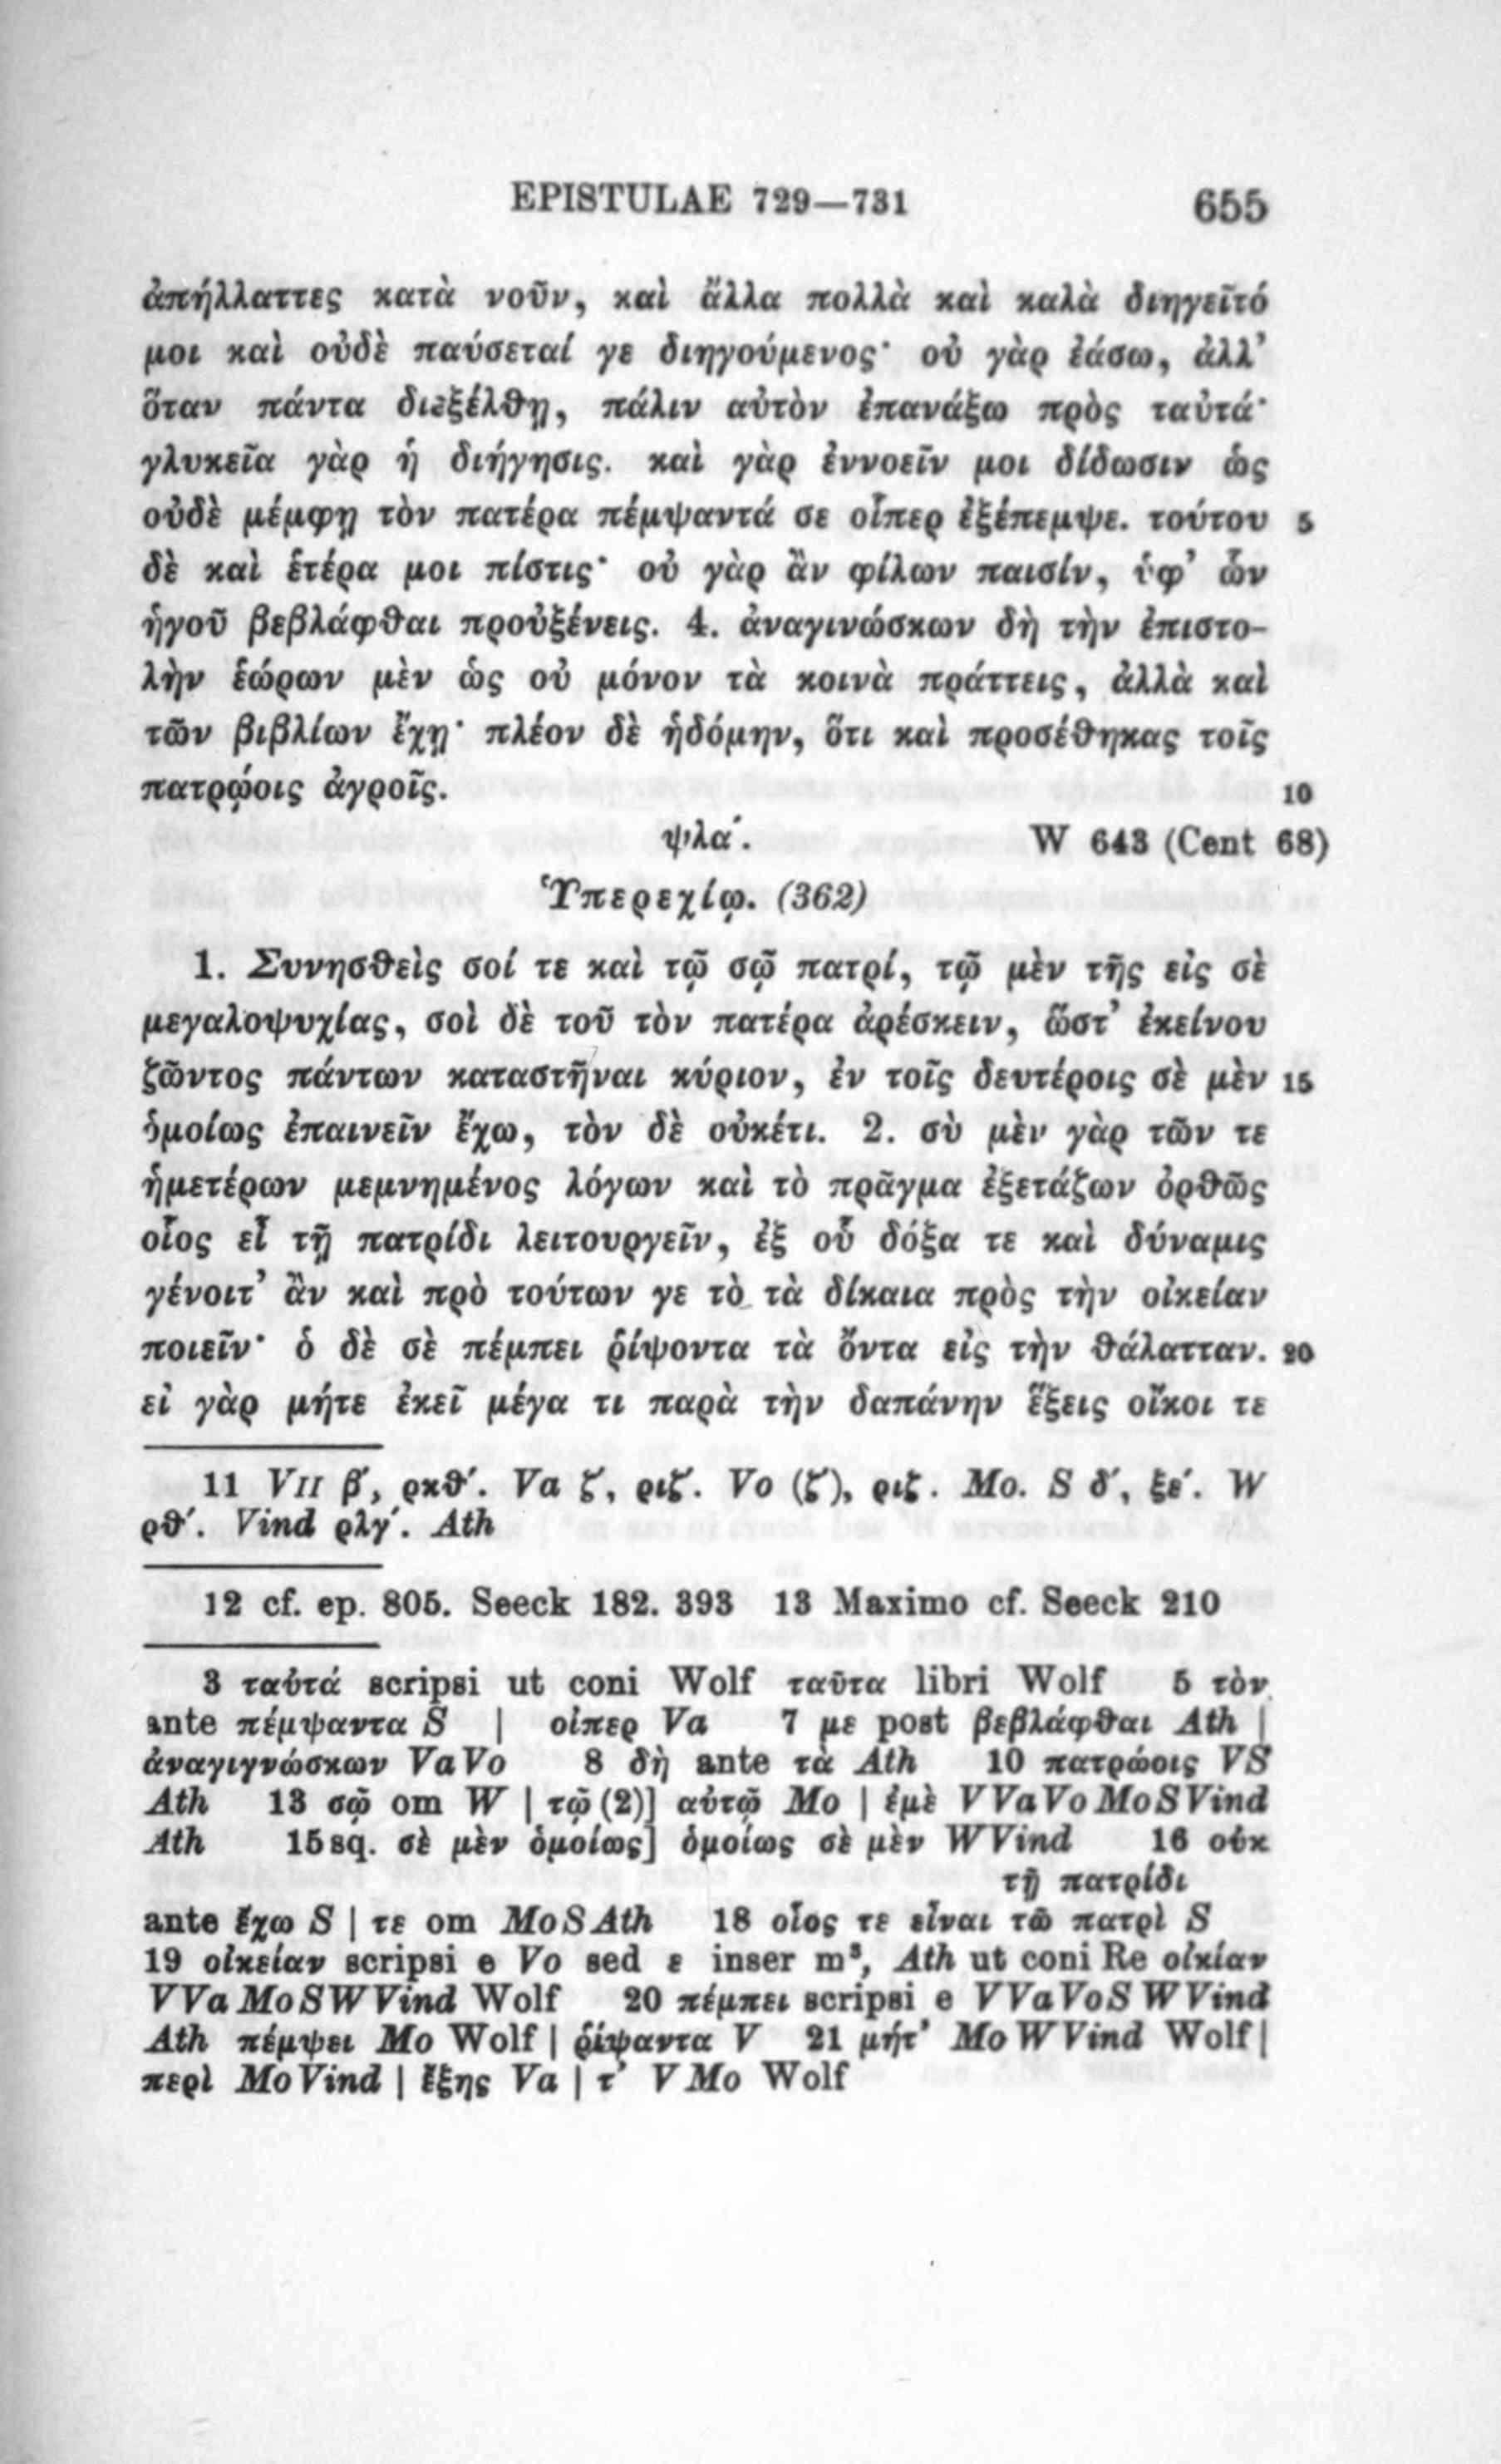 EPISTULAE 729—731 655
ἀπήλλαττες κατὰ νοῦν, καὶ ἄλλα πολλὰ καὶ καλὰ διηγεῖτό
μοι καὶ οὐδὲ παύσεταί γε διηγούμενος· οὐ γὰρ ἐάσω, ἀλλ’
ὅταν πάντα διεξέλθῃ, πάλιν αὐτὸν ἐπανάξω πρὸς ταὐτά·
γλυκεῖα γὰρ ἡ διήγησις. καὶ γὰρ ἐννοεῖν μοι δίδωσιν ὡς
οὐδὲ μέμφῃ τὸν πατέρα πέμψαντά σε οἷπερ ἐξέπεμψε. τούτου 5
δὲ καὶ ἑτέρα μοι πίστις· οὐ γὰρ ἂν φίλων παισίν, ὑφ’ ὧν
ἡγοῦ βεβλάφθαι προὐξένεις. 4. ἀναγινώσκων δὴ τὴν ἐπιστο-
λὴν ἑώρων μὲν ὡς οὐ μόνον τὰ κοινὰ πράττεις, ἀλλὰ καὶ
τῶν βιβλίων ἔχῃ· πλέον δὲ ἡδόμην, ὅτι καὶ προσέθηκας τοῖς
πατρῴοις ἀγροῖς. 10
ψλα΄. W 643 (Cent 68)
Ὑπερεχίῳ. (362)
1. Συνησθεὶς σοί τε καὶ τῷ σῷ πατρί, τῷ μὲν τῆς εἰς σὲ
μεγαλοψυχίας, σοὶ δὲ τοῦ τὸν πατέρα ἀρέσκειν, ὥστ’ ἐκείνου
ζῶντος πάντων καταστῆναι κύριον, ἐν τοῖς δευτέροις σὲ μὲν 15
ὁμοίως ἐπαινεῖν ἔχω, τὸν δὲ οὐκέτι. 2. σὺ μὲν γὰρ τῶν τε
ἡμετέρων μεμνημένος λόγων καὶ τὸ πρᾶγμα ἐξετάζων ὀρθῶς
οἷος εἶ τῇ πατρίδι λειτουργεῖν, ἐξ οὗ δόξα τε καὶ δύναμις
γένοιτ’ ἂν καὶ πρὸ τούτων γε τὸ τὰ δίκαια πρὸς τὴν οἰκείαν
ποιεῖν· ὁ δὲ σὲ πέμπει ῥίψοντα τὰ ὄντα εἰς τὴν θάλατταν. 20
εἰ γὰρ μήτε ἐκεῖ μέγα τι παρὰ τὴν δαπάνην ἕξεις οἴκοι τε
11 VII β΄, ρκθ΄. Va ζ΄, ριζ΄. Vo (ζ΄), ριζ. Mo. S δ΄, ξε΄. W
ρθ΄. Vind ρλγ΄. Ath
12 cf. ep. 805. Seeck 182. 393 13 Maximo cf. Seeck 210
3 ταὐτά scripsi ut coni Wolf ταῦτα libri Wolf 5 τὸν
ante πέμψαντα S | οἵπερ Va 7 με post βεβλάφθαι Ath |
ἀναγιγνώσκων VaVo 8 δὴ ante τὰ Ath 10 πατρώοις VS
Ath 13 σῷ om W | τῷ (2)] αὐτῷ Mo | ἐμὲ VVaVoMoSVind
Ath 15 sq. σὲ μὲν ὁμοίως] ὁμοίως σὲ μὲν WVind 16 οὐκ
τῇ πατρίδι
ante ἔχω S | τε om MoSAth 18 οἷος τε εἶναι τῶ πατρὶ S
19 οἰκείαν scripsi e Vo sed ε inser m³, Ath ut coni Re οἰκίαν
VVaMoSWVind Wolf 20 πέμπει scripsi e VVaVoSWVind
Ath πέμψει Mo Wolf | ῥίψαντα V 21 μήτ’ MoWVind Wolf |
περὶ MoVind | ἕξης Va | τ’ VMo Wolf